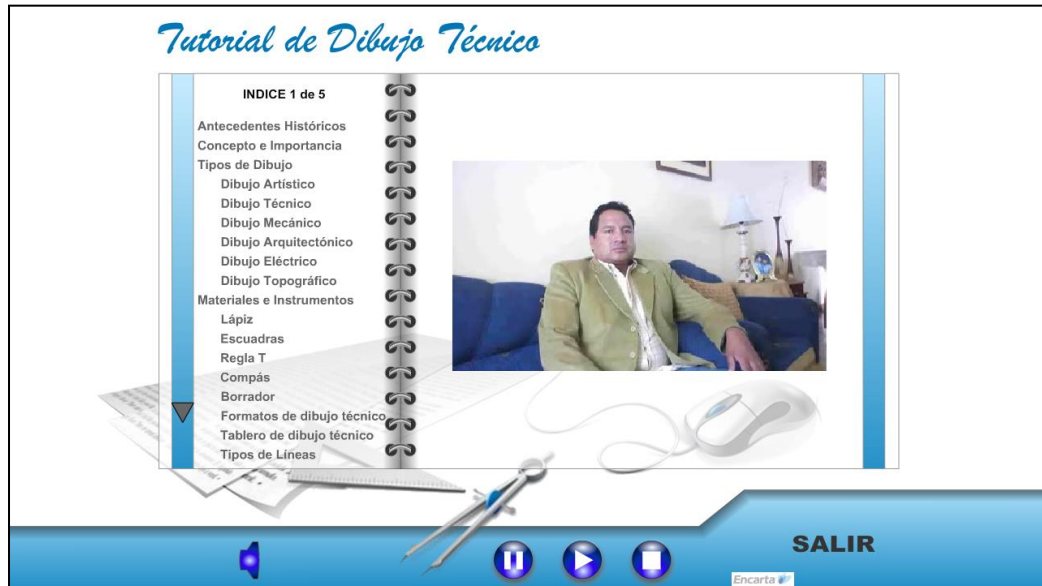 Tutorial de Dibujo Técnico
INDICE 1 de 5
Antecedentes Históricos
Concepto e Importancia
Tipos de Dibujo
Dibujo Artístico
Dibujo Técnico
Dibujo Mecánico
Dibujo Arquitectónico
Dibujo Eléctrico
Dibujo Topográfico
Materiales e Instrumentos
Lápiz
Escuadras
Regla T
Compás
Borrador
Formatos de dibujo técnico
Tablero de dibujo técnico
Tipos de Líneas
SALIR
Encarta